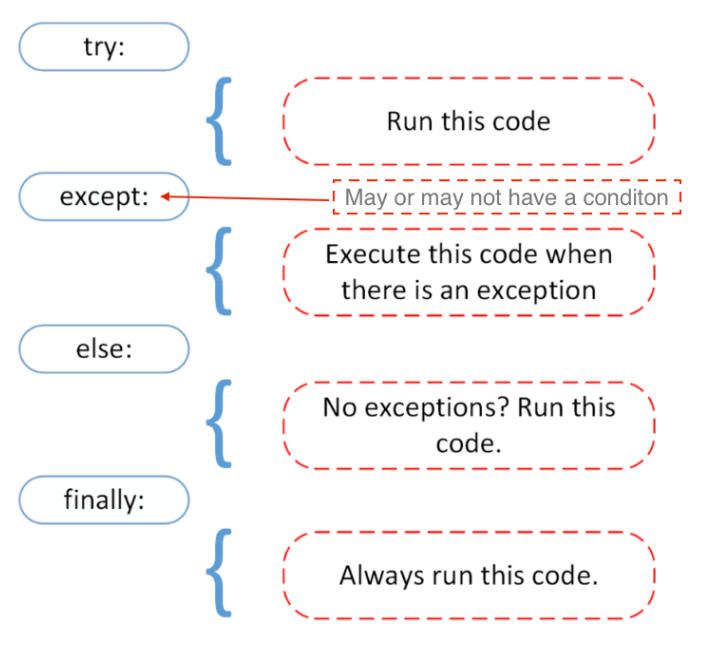 try:
Run this code
except:
May or may not have a conditon
Execute this code when
there is an exception
else:
No exceptions? Run this
code.
finally:
Always run this code.